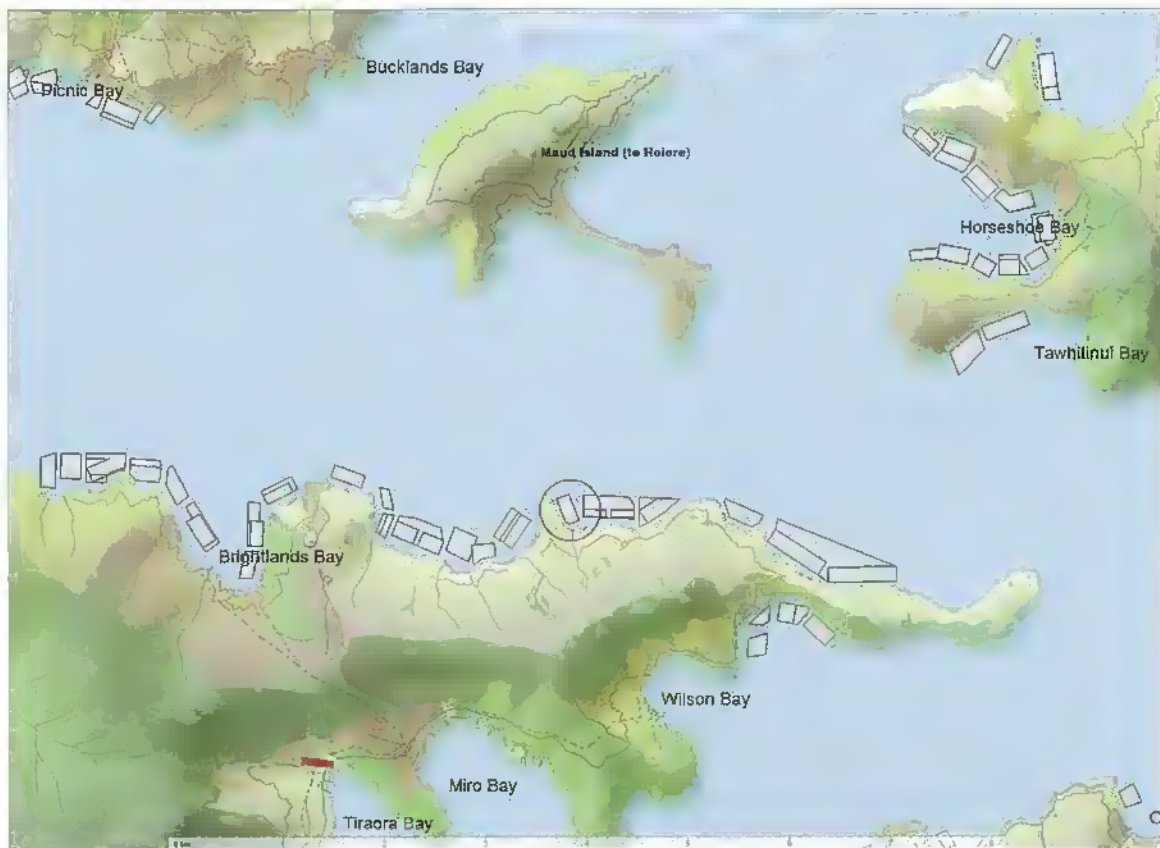 Bucklands Bay
Picnic Bay
Maud Island (te Hoiere)
Horseshoe Bay
Tawhitinui Bay
Brightlands Bay
Wilson Bay
Miro Bay
Tiraora Bay